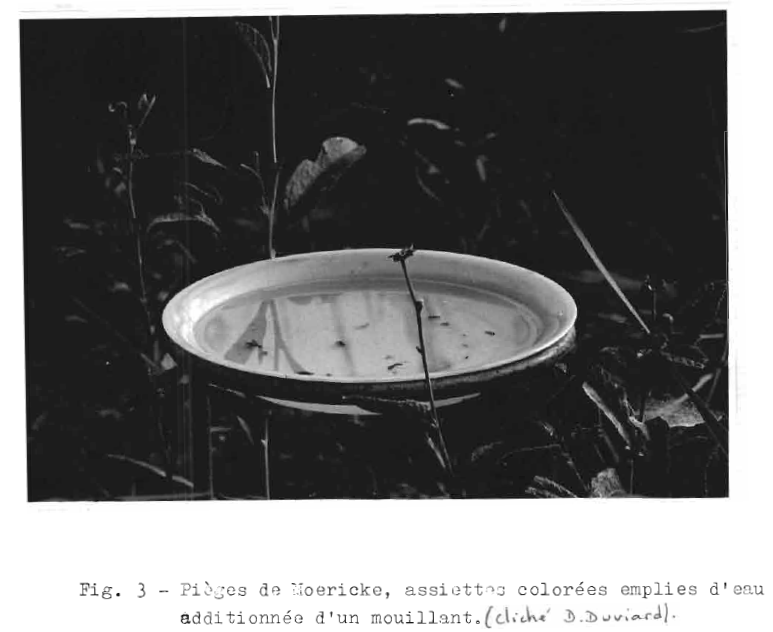 Fig. 3 - Pièges de Moericke, assiettes colorées emplies d'eau
additionnée d'un mouillant. (cliché D. Duviard).